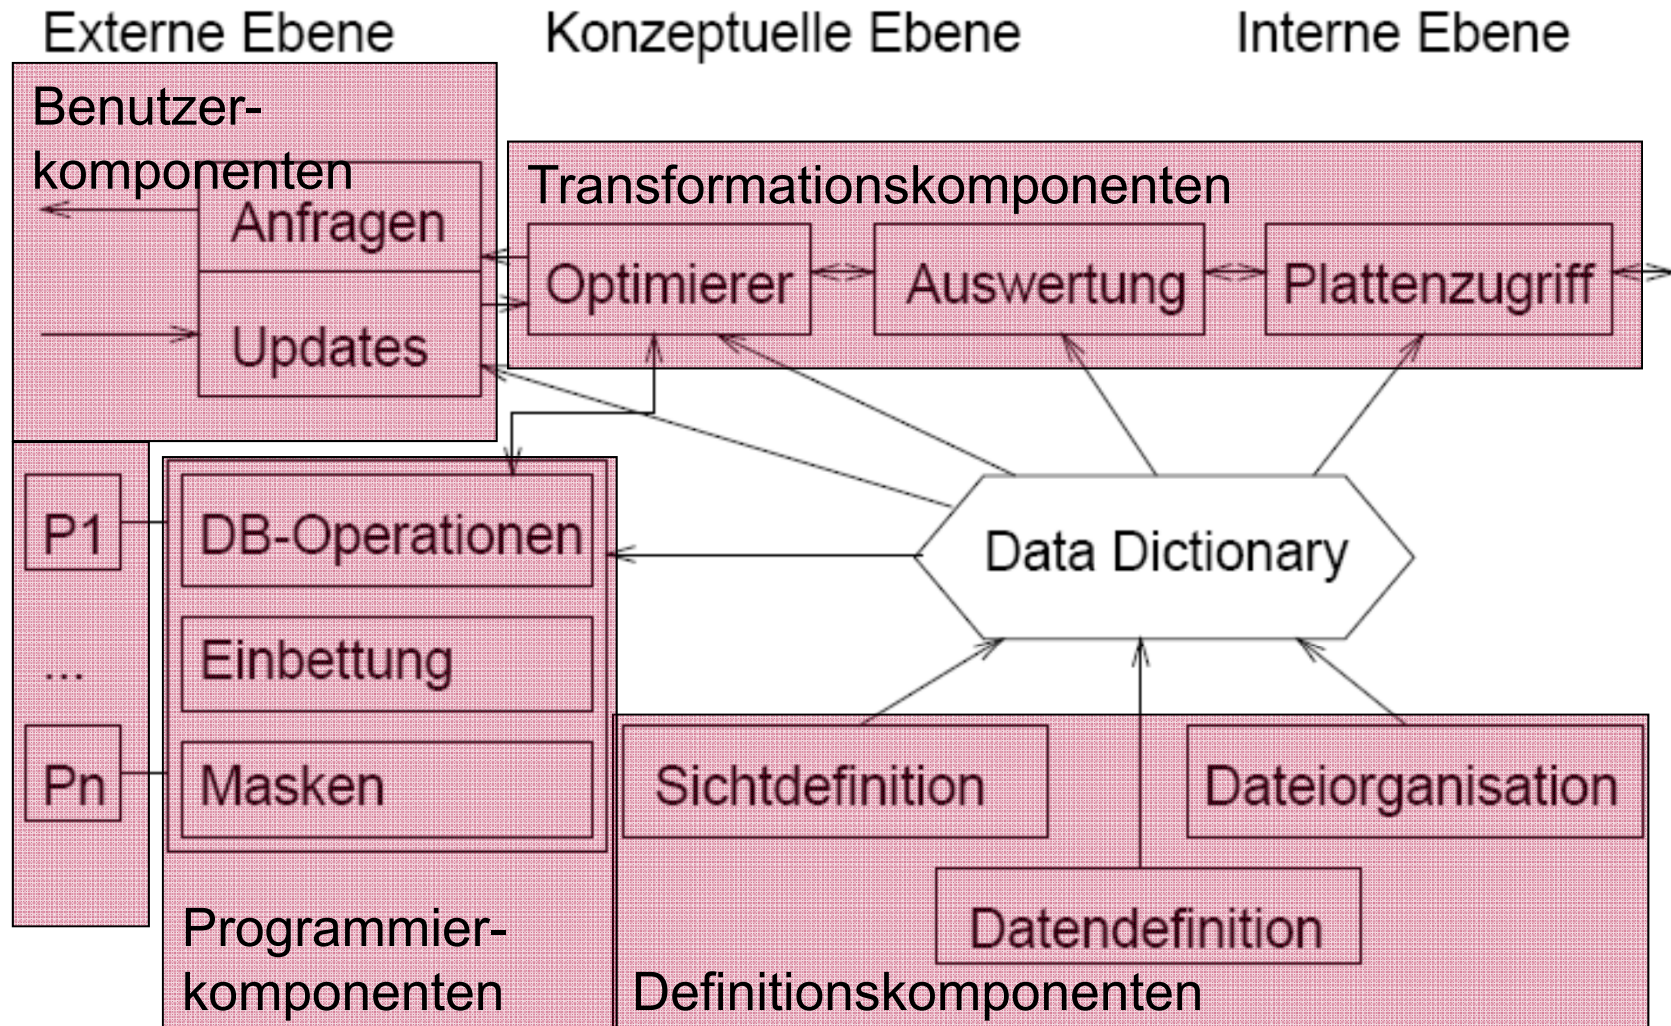 Externe Ebene
Konzeptuelle Ebene
Interne Ebene
Benutzer-
komponenten
Anfragen
Updates
Transformationskomponenten
Optimierer
Auswertung
Plattenzugriff
P1
...
Pn
DB-Operationen
Einbettung
Masken
Programmier-
komponenten
Data Dictionary
Sichtdefinition
Dateiorganisation
Datendefinition
Definitionskomponenten